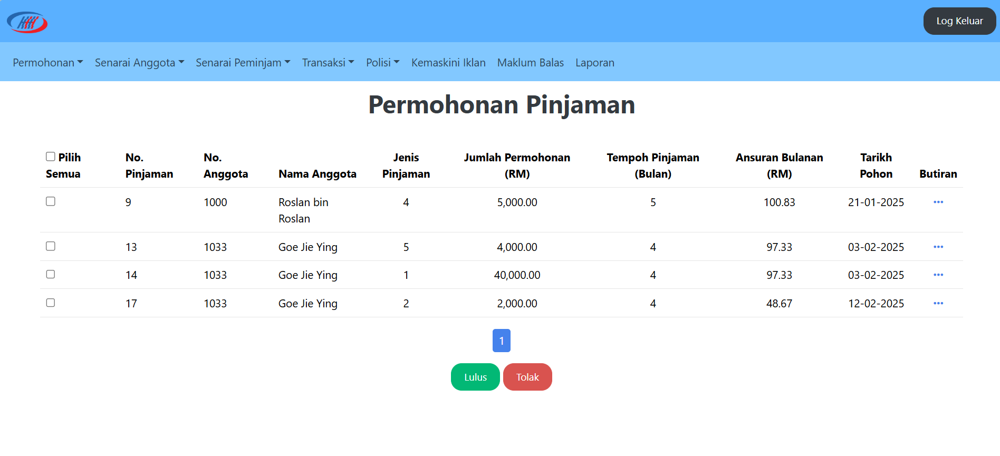 Log Keluar
Permohonan Senarai Anggota Senarai Peminjam Transaksi Polisi Kemaskini Iklan Maklum Balas Laporan
Permohonan Pinjaman
Pilih Semua No. Pinjaman No. Anggota Nama Anggota Jenis Pinjaman Jumlah Permohonan (RM) Tempoh Pinjaman (Bulan) Ansuran Bulanan (RM) Tarikh Pohon Butiran
9 1000 Roslan bin Roslan 4 5,000.00 5 100.83 21-01-2025 •••
13 1033 Goe Jie Ying 5 4,000.00 4 97.33 03-02-2025 •••
14 1033 Goe Jie Ying 1 40,000.00 4 97.33 03-02-2025 •••
17 1033 Goe Jie Ying 2 2,000.00 4 48.67 12-02-2025 •••
1
Lulus Tolak